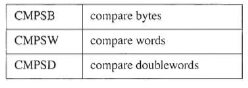 CMPSB compare bytes
CMPSW compare words
CMPSD compare doublewords